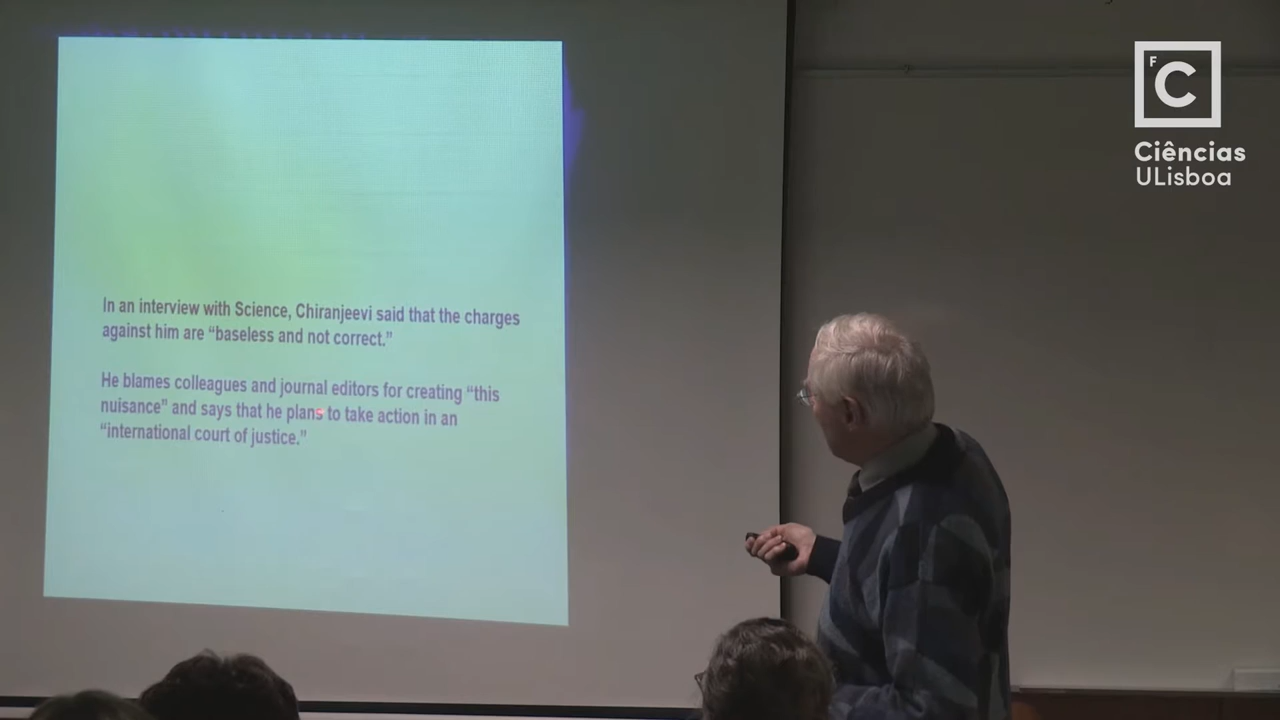 In an interview with Science, Chiranjeevi said that the charges
against him are “baseless and not correct.”
He blames colleagues and journal editors for creating “this
nuisance” and says that he plans to take action in an
“international court of justice.”
F
C
Ciências
ULisboa